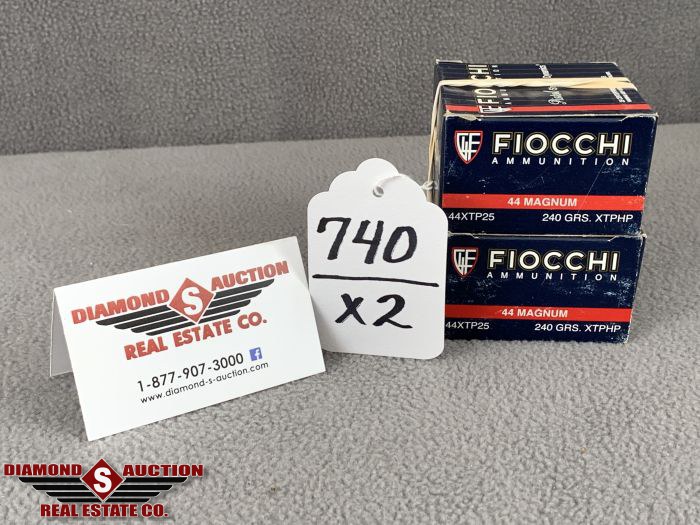 FIOCCHI
AMMUNITION
FIOCCHI
AMMUNITION
44 MAGNUM
44XTP25 240 GRS. XTPHP
FIOCCHI
AMMUNITION
44 MAGNUM
44XTP25 240 GRS. XTPHP
740
X2
DIAMOND S AUCTION
REAL ESTATE CO.
1-877-907-3000 f
www.diamond-s-auction.com
DIAMOND S AUCTION
REAL ESTATE CO.